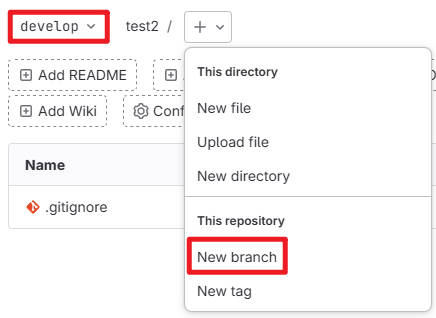 develop test2 / +
This directory
Add README
New file
Add Wiki
Conf
Upload file
New directory
Name
This repository
.gitignore
New branch
New tag